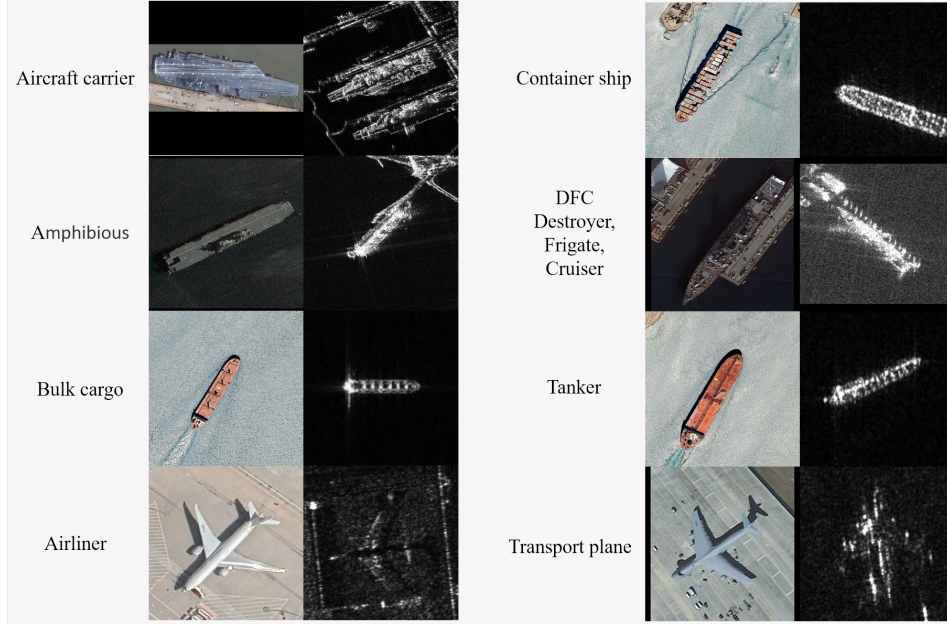 Aircraft carrier
Container ship
Amphibious
DFC
Destroyer,
Frigate,
Cruiser
Bulk cargo
Tanker
Airliner
Transport plane